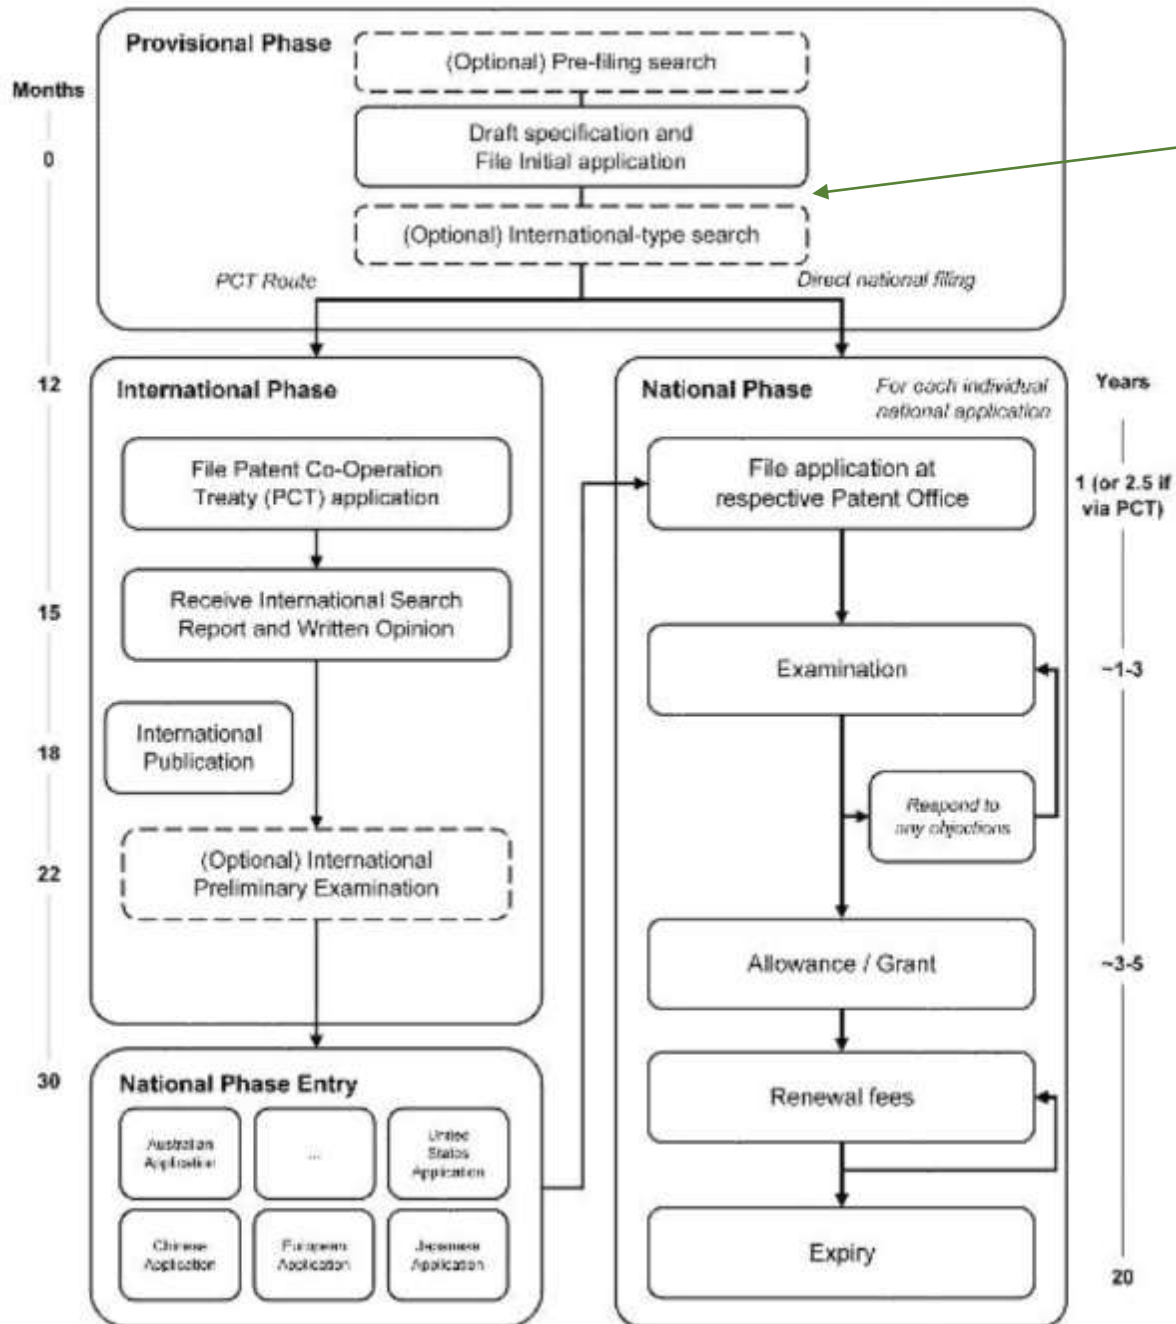 Provisional Phase
(Optional) Pre-filing search
Months
0
Draft specification and
File Initial application
(Optional) International-type search
PCT Route
Direct national filing
12
International Phase
File Patent Co-Operation
Treaty (PCT) application
15
Receive International Search
Report and Written Opinion
18
International
Publication
22
(Optional) International
Preliminary Examination
30
National Phase Entry
Australian
Application
...
United
States
Application
Chinese
Application
European
Application
Japanese
Application
National Phase
For each individual
national application
Years
File application at
respective Patent Office
1 (or 2.5 if
via PCT)
Examination
~1-3
Respond to
any objections
Allowance / Grant
~3-5
Renewal fees
Expiry
20